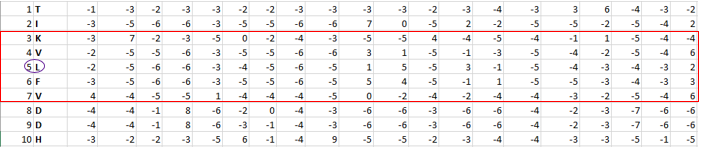 1 T -1 -3 -2 -3 -3 -2 -2 -3 -3 -3 -3 -2 -3 -4 -3 3 6 -4 -3 -2
2 I -3 -5 -6 -6 -3 -5 -5 -6 -6 7 0 -5 2 -2 -5 -5 -2 -5 -4 2
3 K -3 7 -2 -3 -5 0 -2 -4 -3 -5 -5 4 -4 -5 -4 -1 1 -5 -4 -4
4 V -2 -5 -5 -6 -3 -5 -5 -6 -6 3 1 -5 -1 -3 -5 -4 -2 -5 -4 6
5 L -2 -5 -6 -6 -3 -4 -5 -6 -5 1 5 -5 3 -1 -5 -4 -3 -4 -3 2
6 F -3 -5 -6 -6 -3 -5 -5 -6 -5 5 4 -5 -1 1 -5 -5 -3 -4 -3 3
7 V 4 -4 -5 -5 1 -4 -4 -4 -5 0 -2 -4 -2 -4 -4 -3 -2 -5 -4 6
8 D -4 -4 -1 8 -6 -2 0 -4 -3 -6 -6 -3 -6 -6 -4 -2 -3 -7 -6 -6
9 D -4 -4 -1 8 -6 -3 -1 -4 -3 -6 -6 -3 -6 -6 -4 -2 -3 -7 -6 -6
10 H -3 -2 -2 -3 -5 6 -1 -4 9 -5 -5 -2 -3 -4 -4 -3 -3 -5 -1 -5